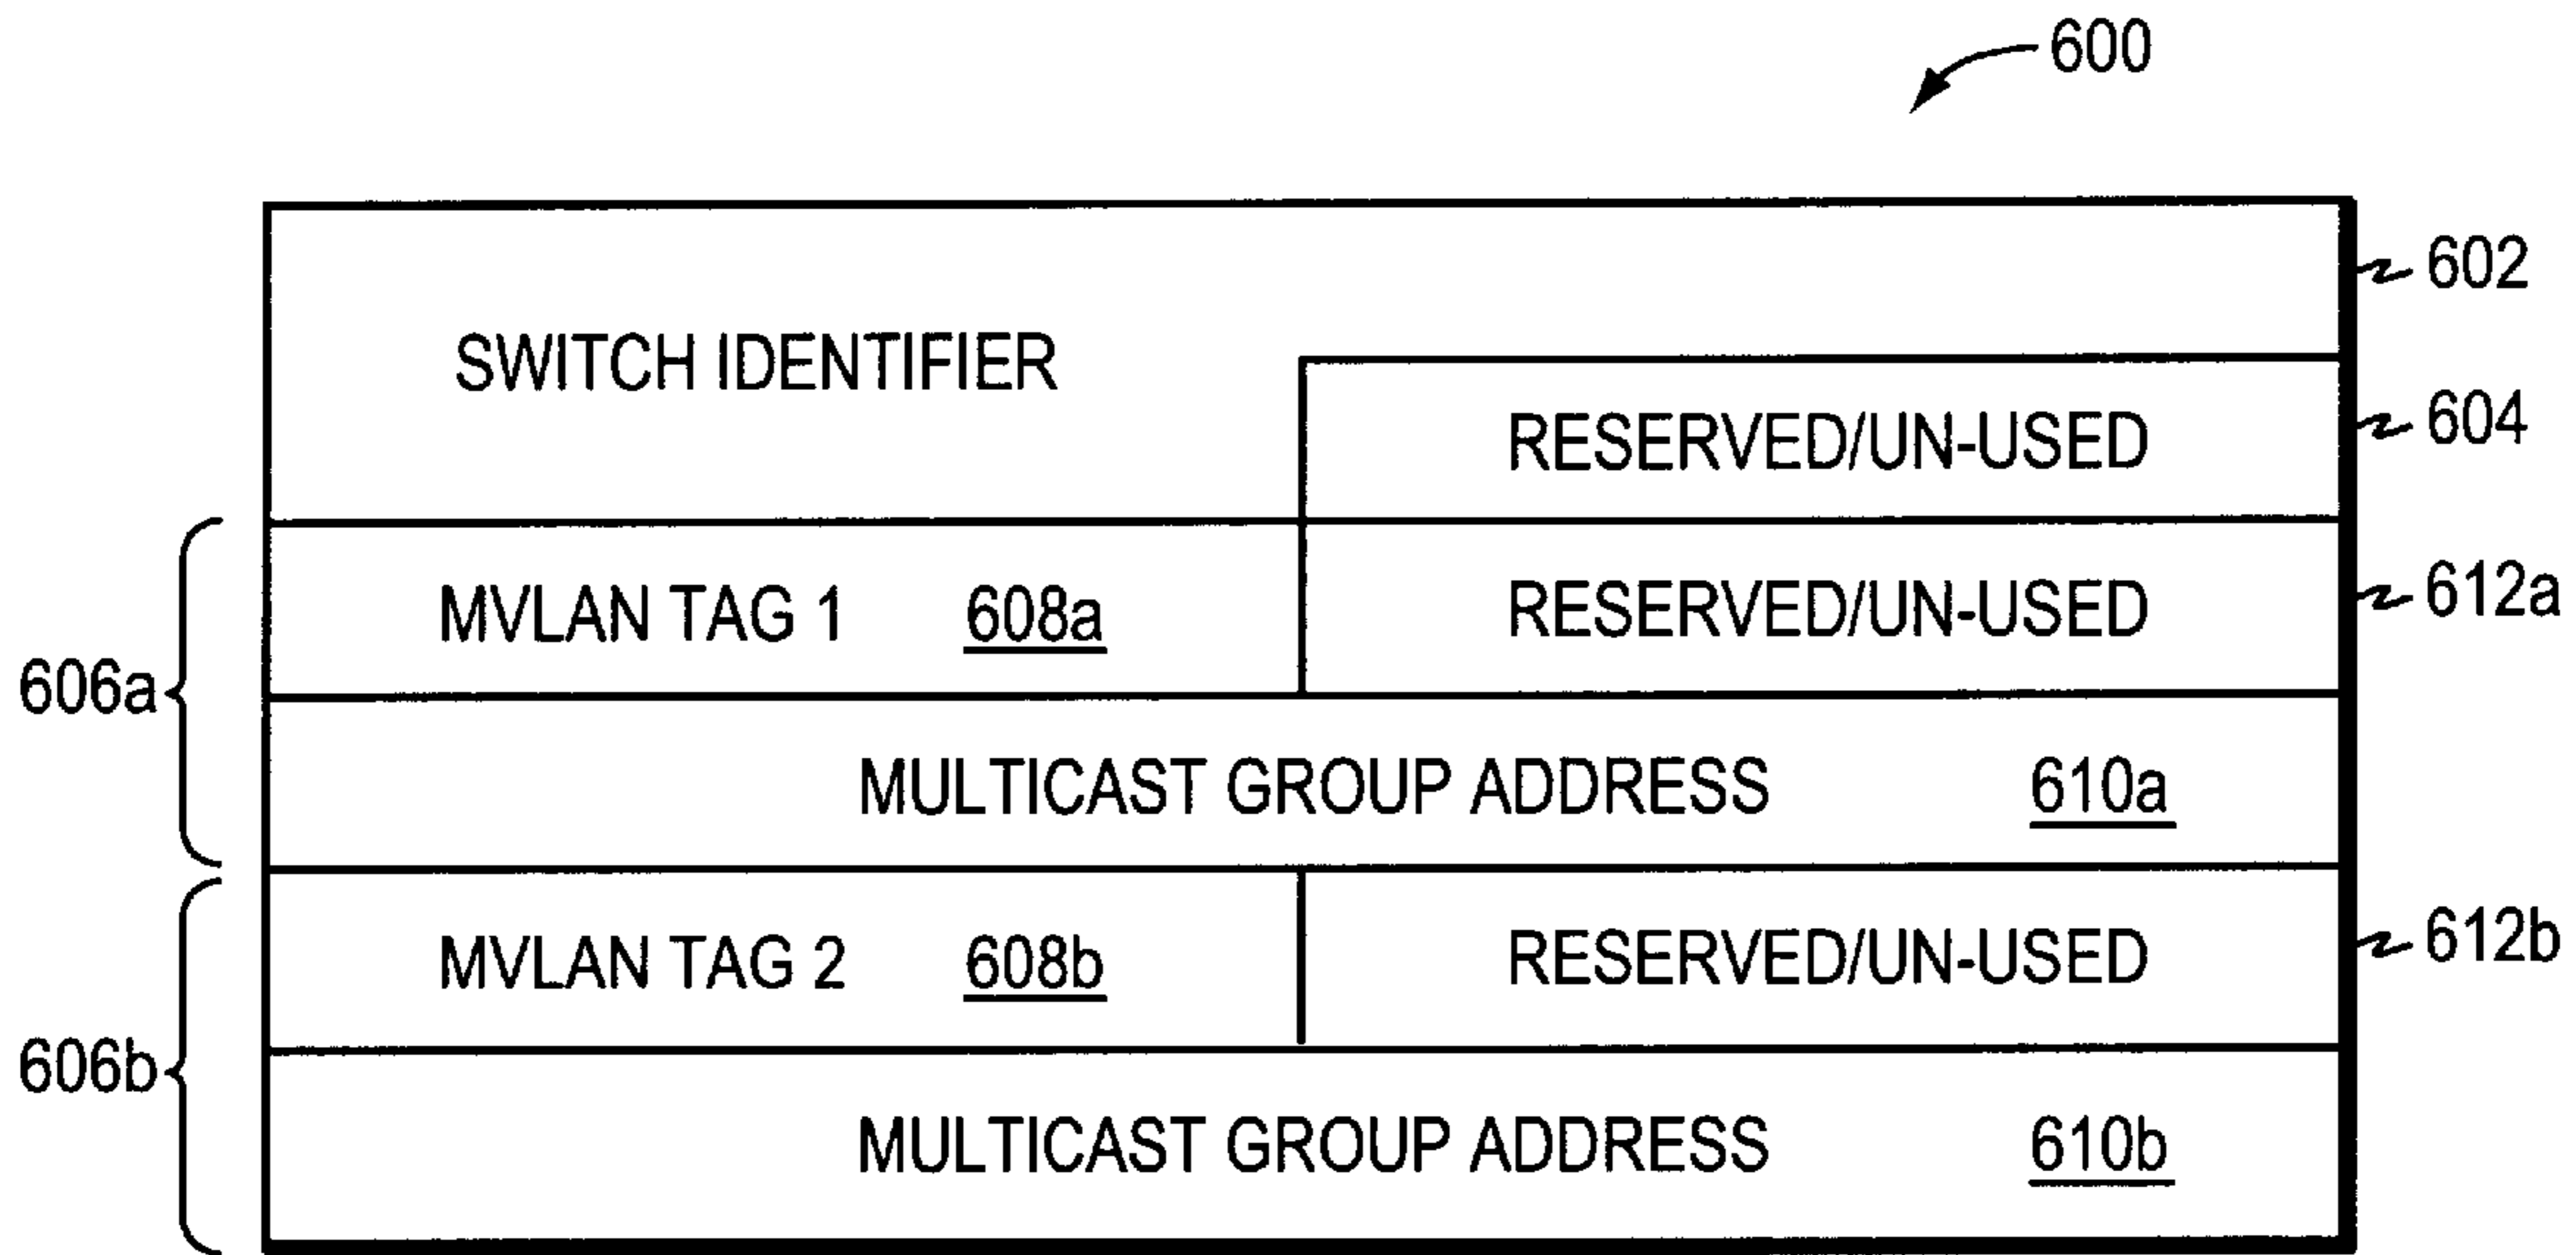 600
602
SWITCH IDENTIFIER
RESERVED/UN-USED 604
MVLAN TAG 1 608a RESERVED/UN-USED 612a
606a
MULTICAST GROUP ADDRESS 610a
MVLAN TAG 2 608b RESERVED/UN-USED 612b
606b
MULTICAST GROUP ADDRESS 610b